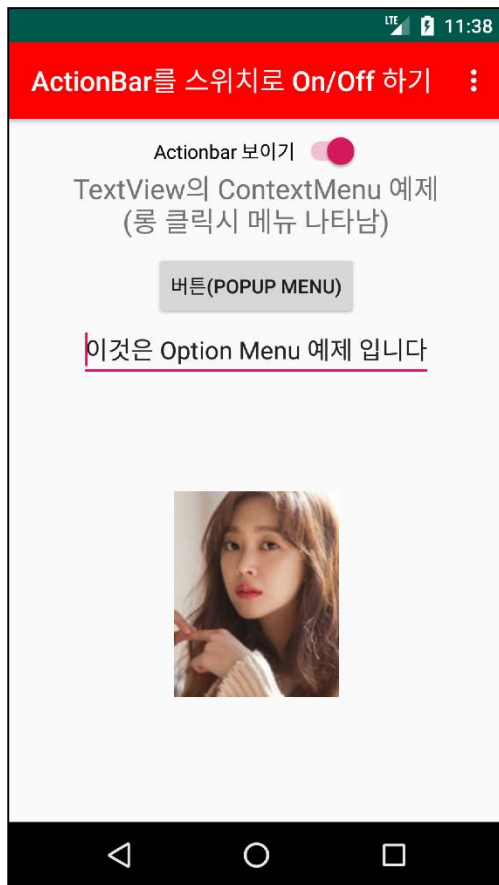 LTE 11:38
ActionBar를 스위치로 On/Off 하기
Actionbar 보이기
TextView의 ContextMenu 예제
(롱 클릭시 메뉴 나타남)
버튼(POPUP MENU)
이것은 Option Menu 예제 입니다